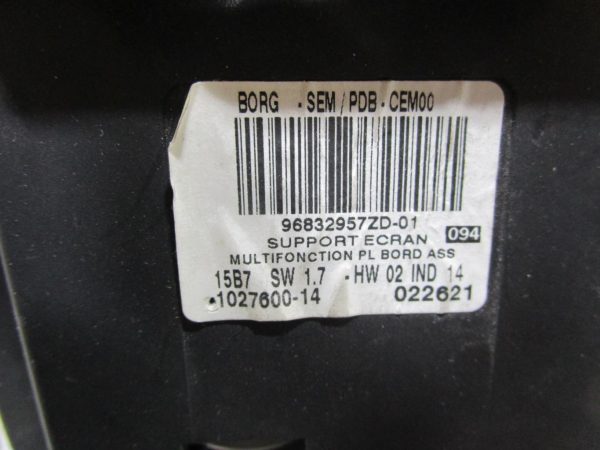 BORG - SEM / PDB - CEM00
96832957ZD-01
SUPPORT ECRAN 094
MULTIFONCTION PL BORD ASS
15B7 SW 1.7 - HW 02 IND 14
1027600-14 022621